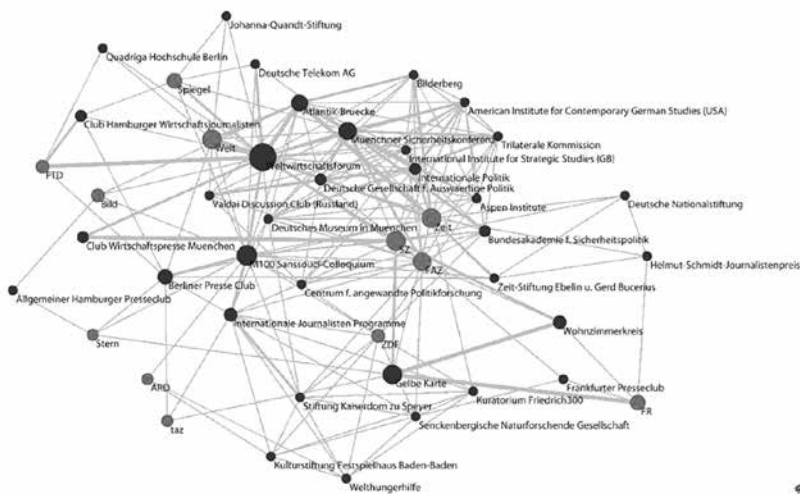 Johanna-Quandt-Stiftung
Quadriga Hochschule Berlin
Deutsche Telekom AG
Spiegel
Bilderberg
Atlantik-Bruecke
American Institute for Contemporary German Studies (USA)
Club Hamburger Wirtschaftsjournalisten
Muenchner Sicherheitskonferenz
Trilaterale Kommission
Welt
International Institute for Strategic Studies (GB)
Weltwirtschaftsforum
FTD
Internationale Politik
Deutsche Gesellschaft f. Auswaertige Politik
Bild
Valdai Discussion Club (Russland)
Aspen Institute
Deutsche Nationalstiftung
Deutsches Museum in Muenchen
Zeit
Club Wirtschaftspresse Muenchen
SZ
Bundesakademie f. Sicherheitspolitik
M100 Sanssouci-Colloquium
FAZ
Helmut-Schmidt-Journalistenpreis
Berliner Presse Club
Zeit-Stiftung Ebelin u. Gerd Bucerius
Allgemeiner Hamburger Presseclub
Centrum f. angewandte Politikforschung
Internationale Journalisten Programme
Wohnzimmerkreis
Stern
ZDF
Gelbe Karte
ARD
Frankfurter Presseclub
Stiftung Kaiserdom zu Speyer
Kuratorium Friedrich300
FR
taz
Senckenbergische Naturforschende Gesellschaft
Kulturstiftung Festspielhaus Baden-Baden
Welthungerhilfe